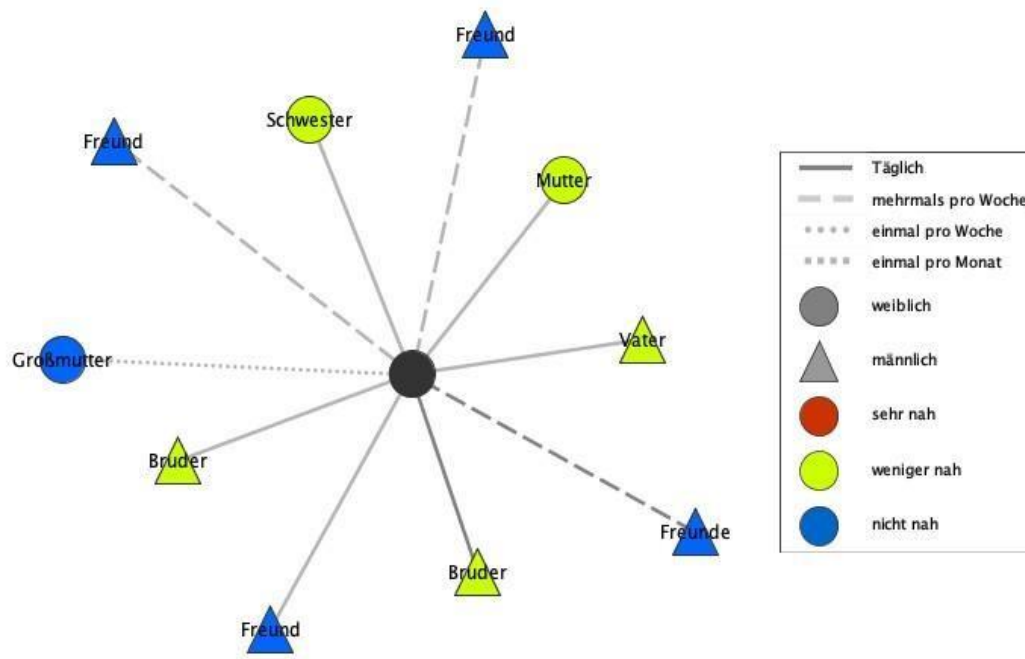 Freund
Schwester
Freund
Mutter
Vater
Großmutter
Bruder
Freunde
Bruder
Freund
Täglich
mehrmals pro Woche
einmal pro Woche
einmal pro Monat
weiblich
männlich
sehr nah
weniger nah
nicht nah